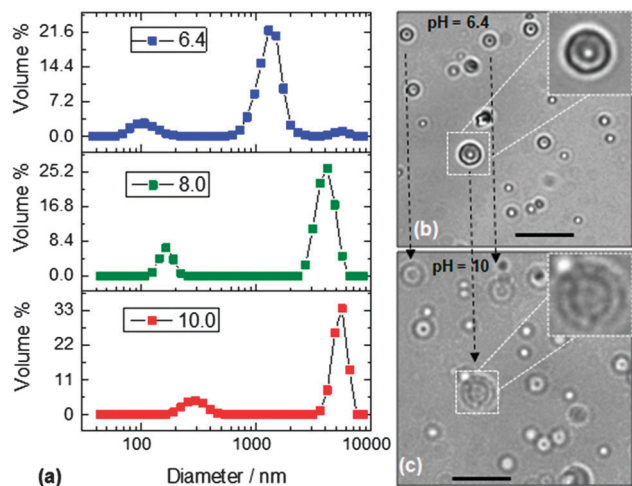 Volume %
21.6
14.4
7.2
0.0
6.4
Volume %
25.2
16.8
8.4
0.0
8.0
Volume %
33
22
11
0
10.0
100
1000
10000
(a)
Diameter / nm
pH = 6.4
(b)
pH = 10
(c)